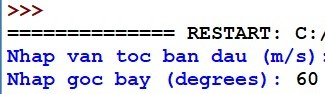 >>>
============== RESTART: C:/
Nhap van toc ban dau (m/s):
Nhap goc bay (degrees): 60